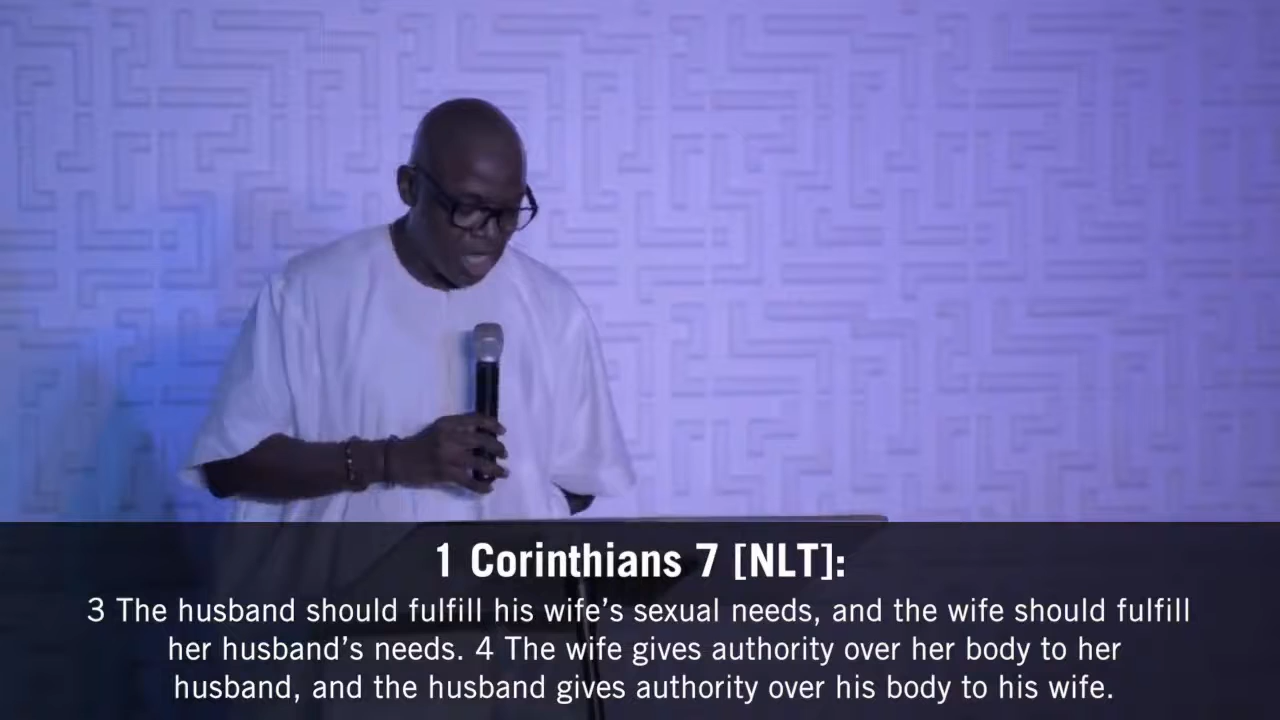 1 Corinthians 7 [NLT]:
3 The husband should fulfill his wife’s sexual needs, and the wife should fulfill
her husband’s needs. 4 The wife gives authority over her body to her
husband, and the husband gives authority over his body to his wife.